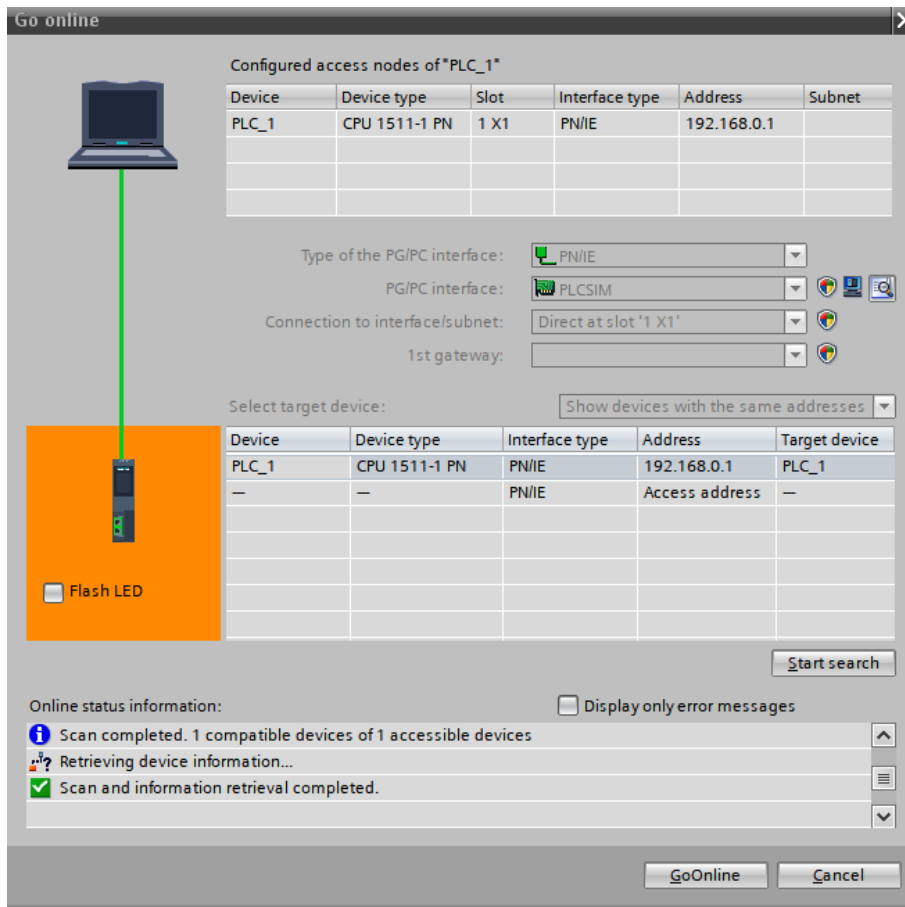 Go online
Configured access nodes of "PLC_1"
Device Device type Slot Interface type Address Subnet
PLC_1 CPU 1511-1 PN 1 X1 PN/IE 192.168.0.1
Type of the PG/PC interface: PN/IE
PG/PC interface: PLCSIM
Connection to interface/subnet: Direct at slot '1 X1'
1st gateway:
Select target device: Show devices with the same addresses
Device Device type Interface type Address Target device
PLC_1 CPU 1511-1 PN PN/IE 192.168.0.1 PLC_1
— — PN/IE Access address —
Flash LED
Start search
Online status information: Display only error messages
Scan completed. 1 compatible devices of 1 accessible devices
Retrieving device information...
Scan and information retrieval completed.
GoOnline Cancel